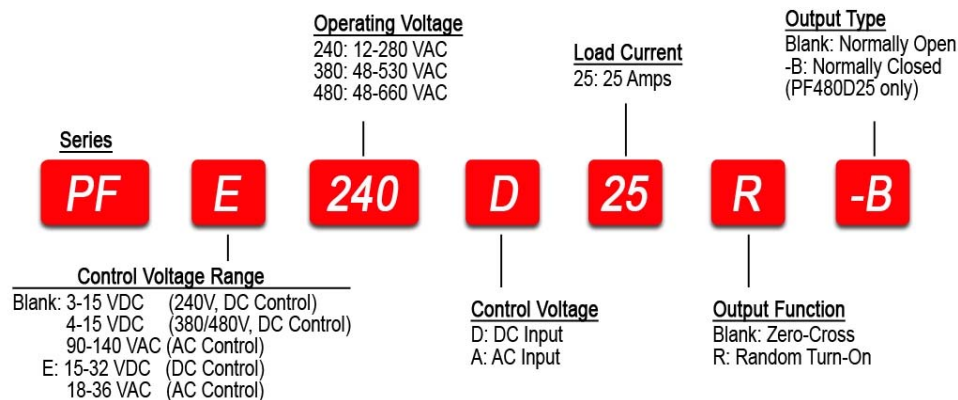 Operating Voltage
240: 12-280 VAC
380: 48-530 VAC
480: 48-660 VAC
Load Current
25: 25 Amps
Output Type
Blank: Normally Open
-B: Normally Closed
(PF480D25 only)
Series
PF E 240 D 25 R -B
Control Voltage Range
Blank: 3-15 VDC (240V, DC Control)
4-15 VDC (380/480V, DC Control)
90-140 VAC (AC Control)
E: 15-32 VDC (DC Control)
18-36 VAC (AC Control)
Control Voltage
D: DC Input
A: AC Input
Output Function
Blank: Zero-Cross
R: Random Turn-On